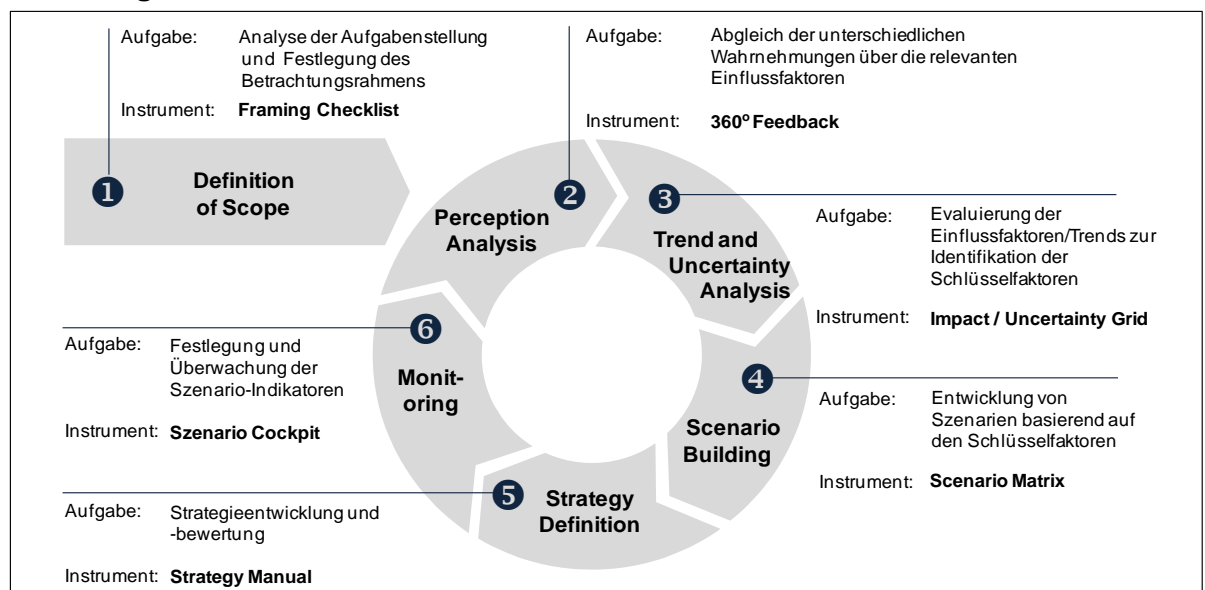 Aufgabe: Analyse der Aufgabenstellung
und Festlegung des
Betrachtungsrahmens
Instrument: Framing Checklist
Aufgabe: Abgleich der unterschiedlichen
Wahrnehmungen über die relevanten
Einflussfaktoren
Instrument: 360° Feedback
1
Definition
of Scope
2
Perception
Analysis
3
Trend and
Uncertainty
Analysis
Aufgabe: Evaluierung der
Einflussfaktoren/Trends zur
Identifikation der
Schlüsselfaktoren
Instrument: Impact / Uncertainty Grid
6
Monit-
oring
Aufgabe: Festlegung und
Überwachung der
Szenario-Indikatoren
Instrument: Szenario Cockpit
4
Scenario
Building
Aufgabe: Entwicklung von
Szenarien basierend auf
den Schlüsselfaktoren
Instrument: Scenario Matrix
5
Strategy
Definition
Aufgabe: Strategieentwicklung und
-bewertung
Instrument: Strategy Manual